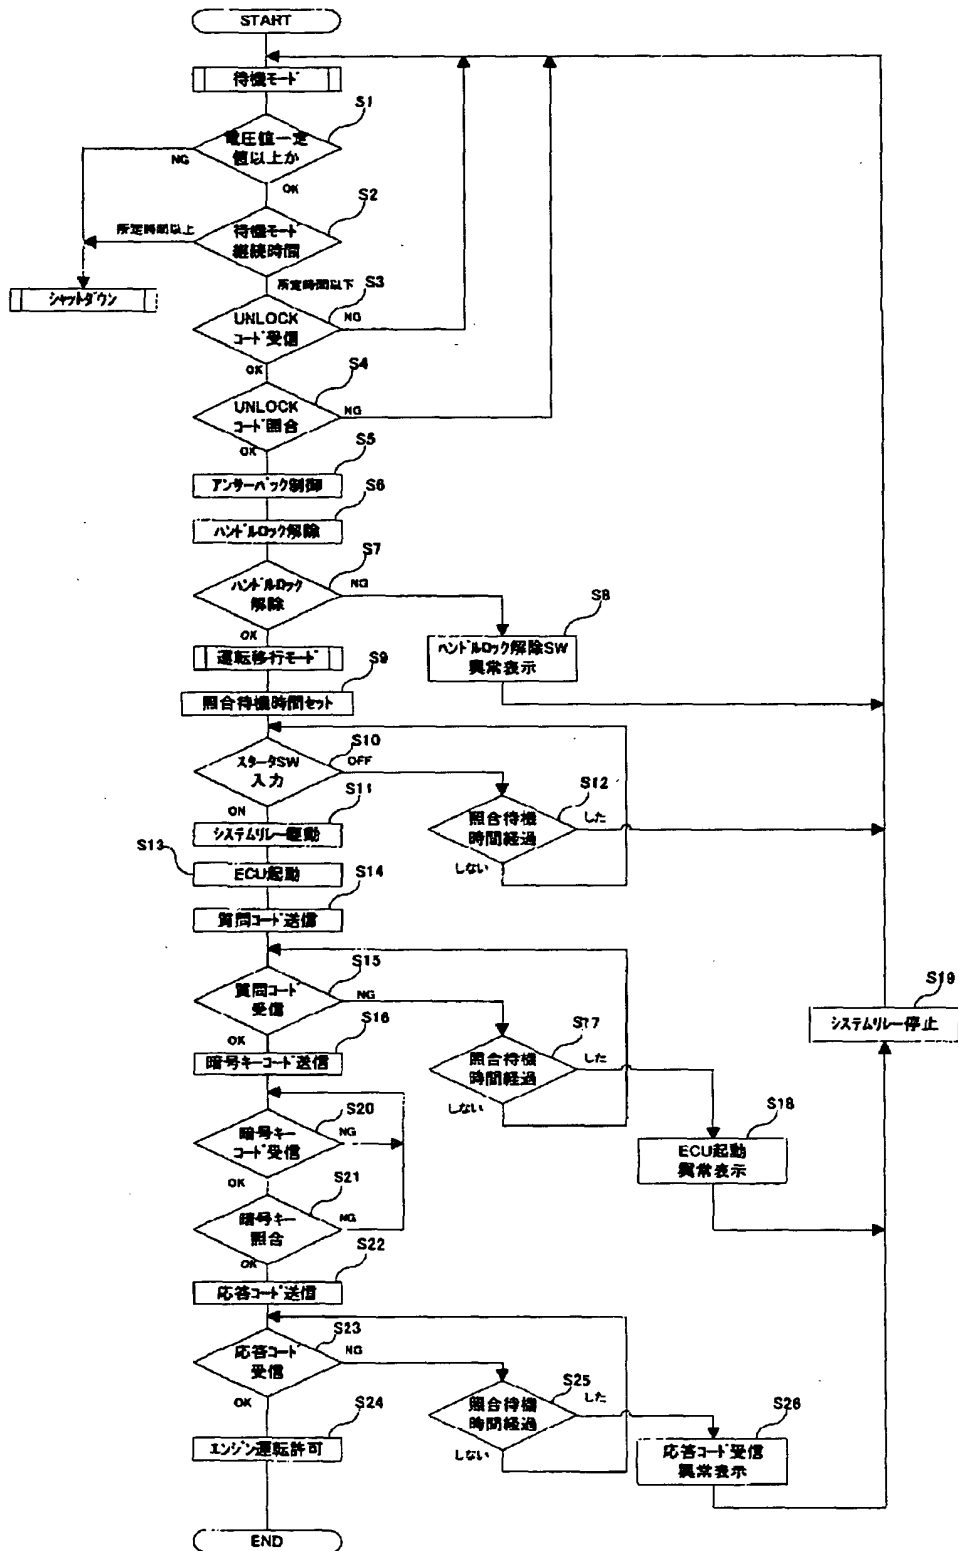 START
待機モード
S1
電圧値一定
値以上か
NG
OK
S2
所定時間以上
待機モード
継続時間
シャットダウン
所定時間以下
S3
UNLOCK
コード受信
NG
OK
S4
UNLOCK
コード照合
NG
OK
S5
アンサーバック制御
S6
ハンドルロック解除
S7
ハンドルロック
解除
NG
OK
S8
ハンドルロック解除SW
異常表示
運転移行モード
S9
照合待機時間セット
S10
スタータSW
入力
OFF
ON
S11
システムリレー駆動
S12
照合待機
時間経過
した
しない
S13
ECU起動
S14
質問コード送信
S15
質問コード
受信
NG
OK
S16
暗号キーコード送信
S17
照合待機
時間経過
した
しない
S18
ECU起動
異常表示
S19
システムリレー停止
S20
暗号キー
コード受信
NG
OK
S21
暗号キー
照合
NG
OK
S22
応答コード送信
S23
応答コード
受信
NG
OK
S24
エンジン運転許可
S25
照合待機
時間経過
した
しない
S26
応答コード受信
異常表示
END